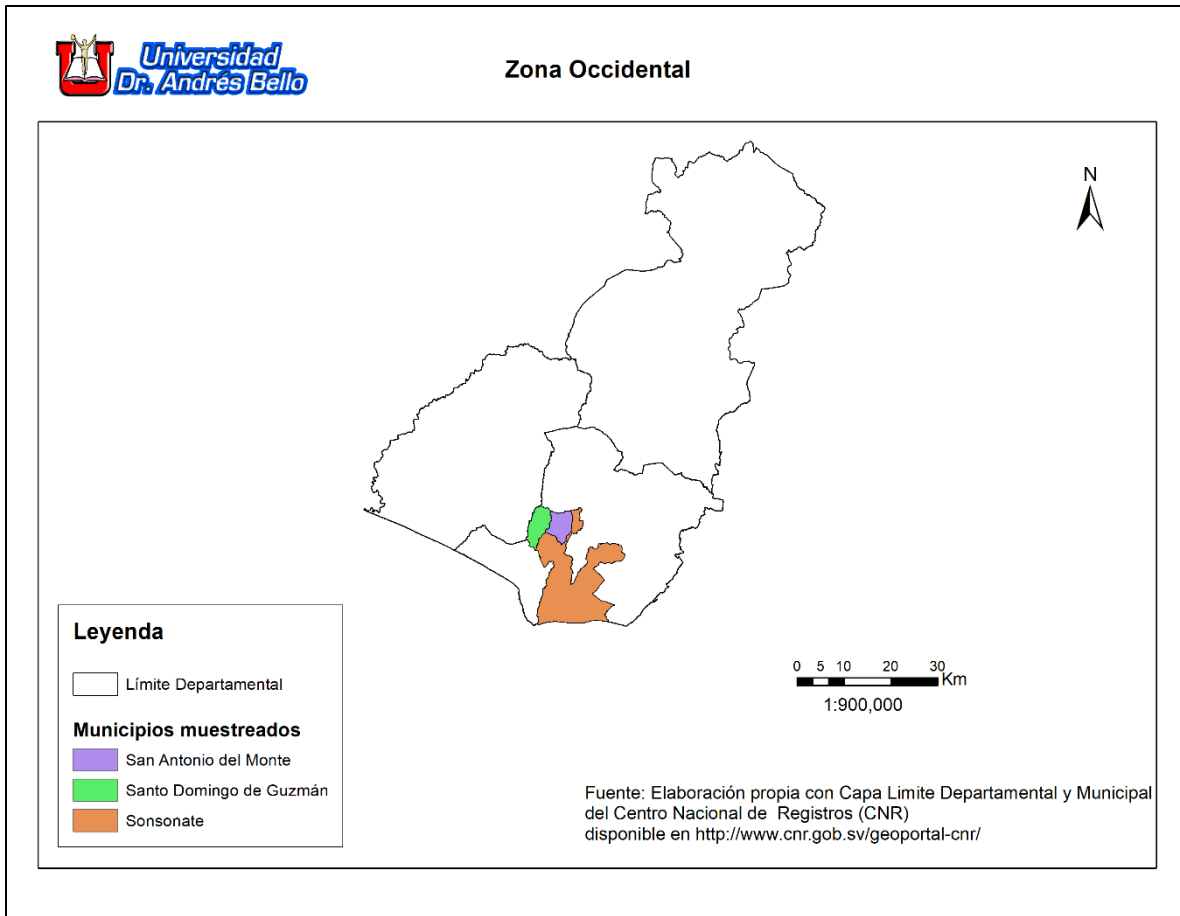 Universidad
Dr. Andrés Bello
Zona Occidental
N
0 5 10 20 30
Km
1:900,000
Leyenda
Límite Departamental
Municipios muestreados
San Antonio del Monte
Santo Domingo de Guzmán
Sonsonate
Fuente: Elaboración propia con Capa Limite Departamental y Municipal
del Centro Nacional de Registros (CNR)
disponible en http://www.cnr.gob.sv/geoportal-cnr/